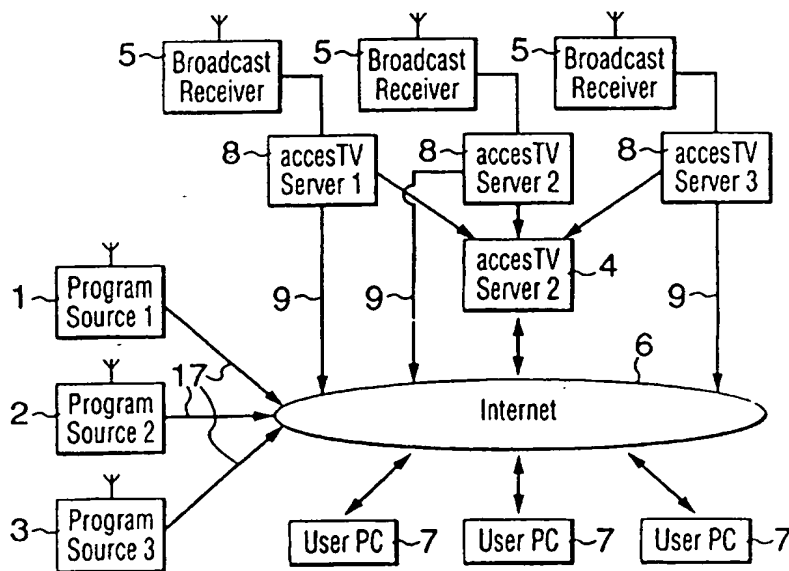 5
Broadcast
Receiver
5
Broadcast
Receiver
5
Broadcast
Receiver
8
accesTV
Server 1
8
accesTV
Server 2
8
accesTV
Server 3
accesTV
Server 2
4
9
9
9
1
Program
Source 1
17
2
Program
Source 2
3
Program
Source 3
6
Internet
User PC
7
User PC
7
User PC
7